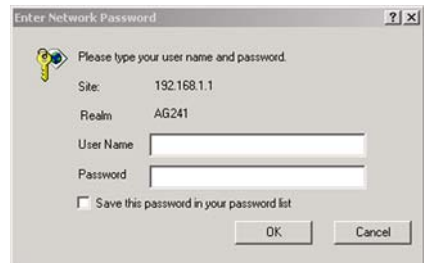 Enter Network Password
Please type your user name and password.
Site: 192.168.1.1
Realm AG241
User Name
Password
Save this password in your password list
OK Cancel